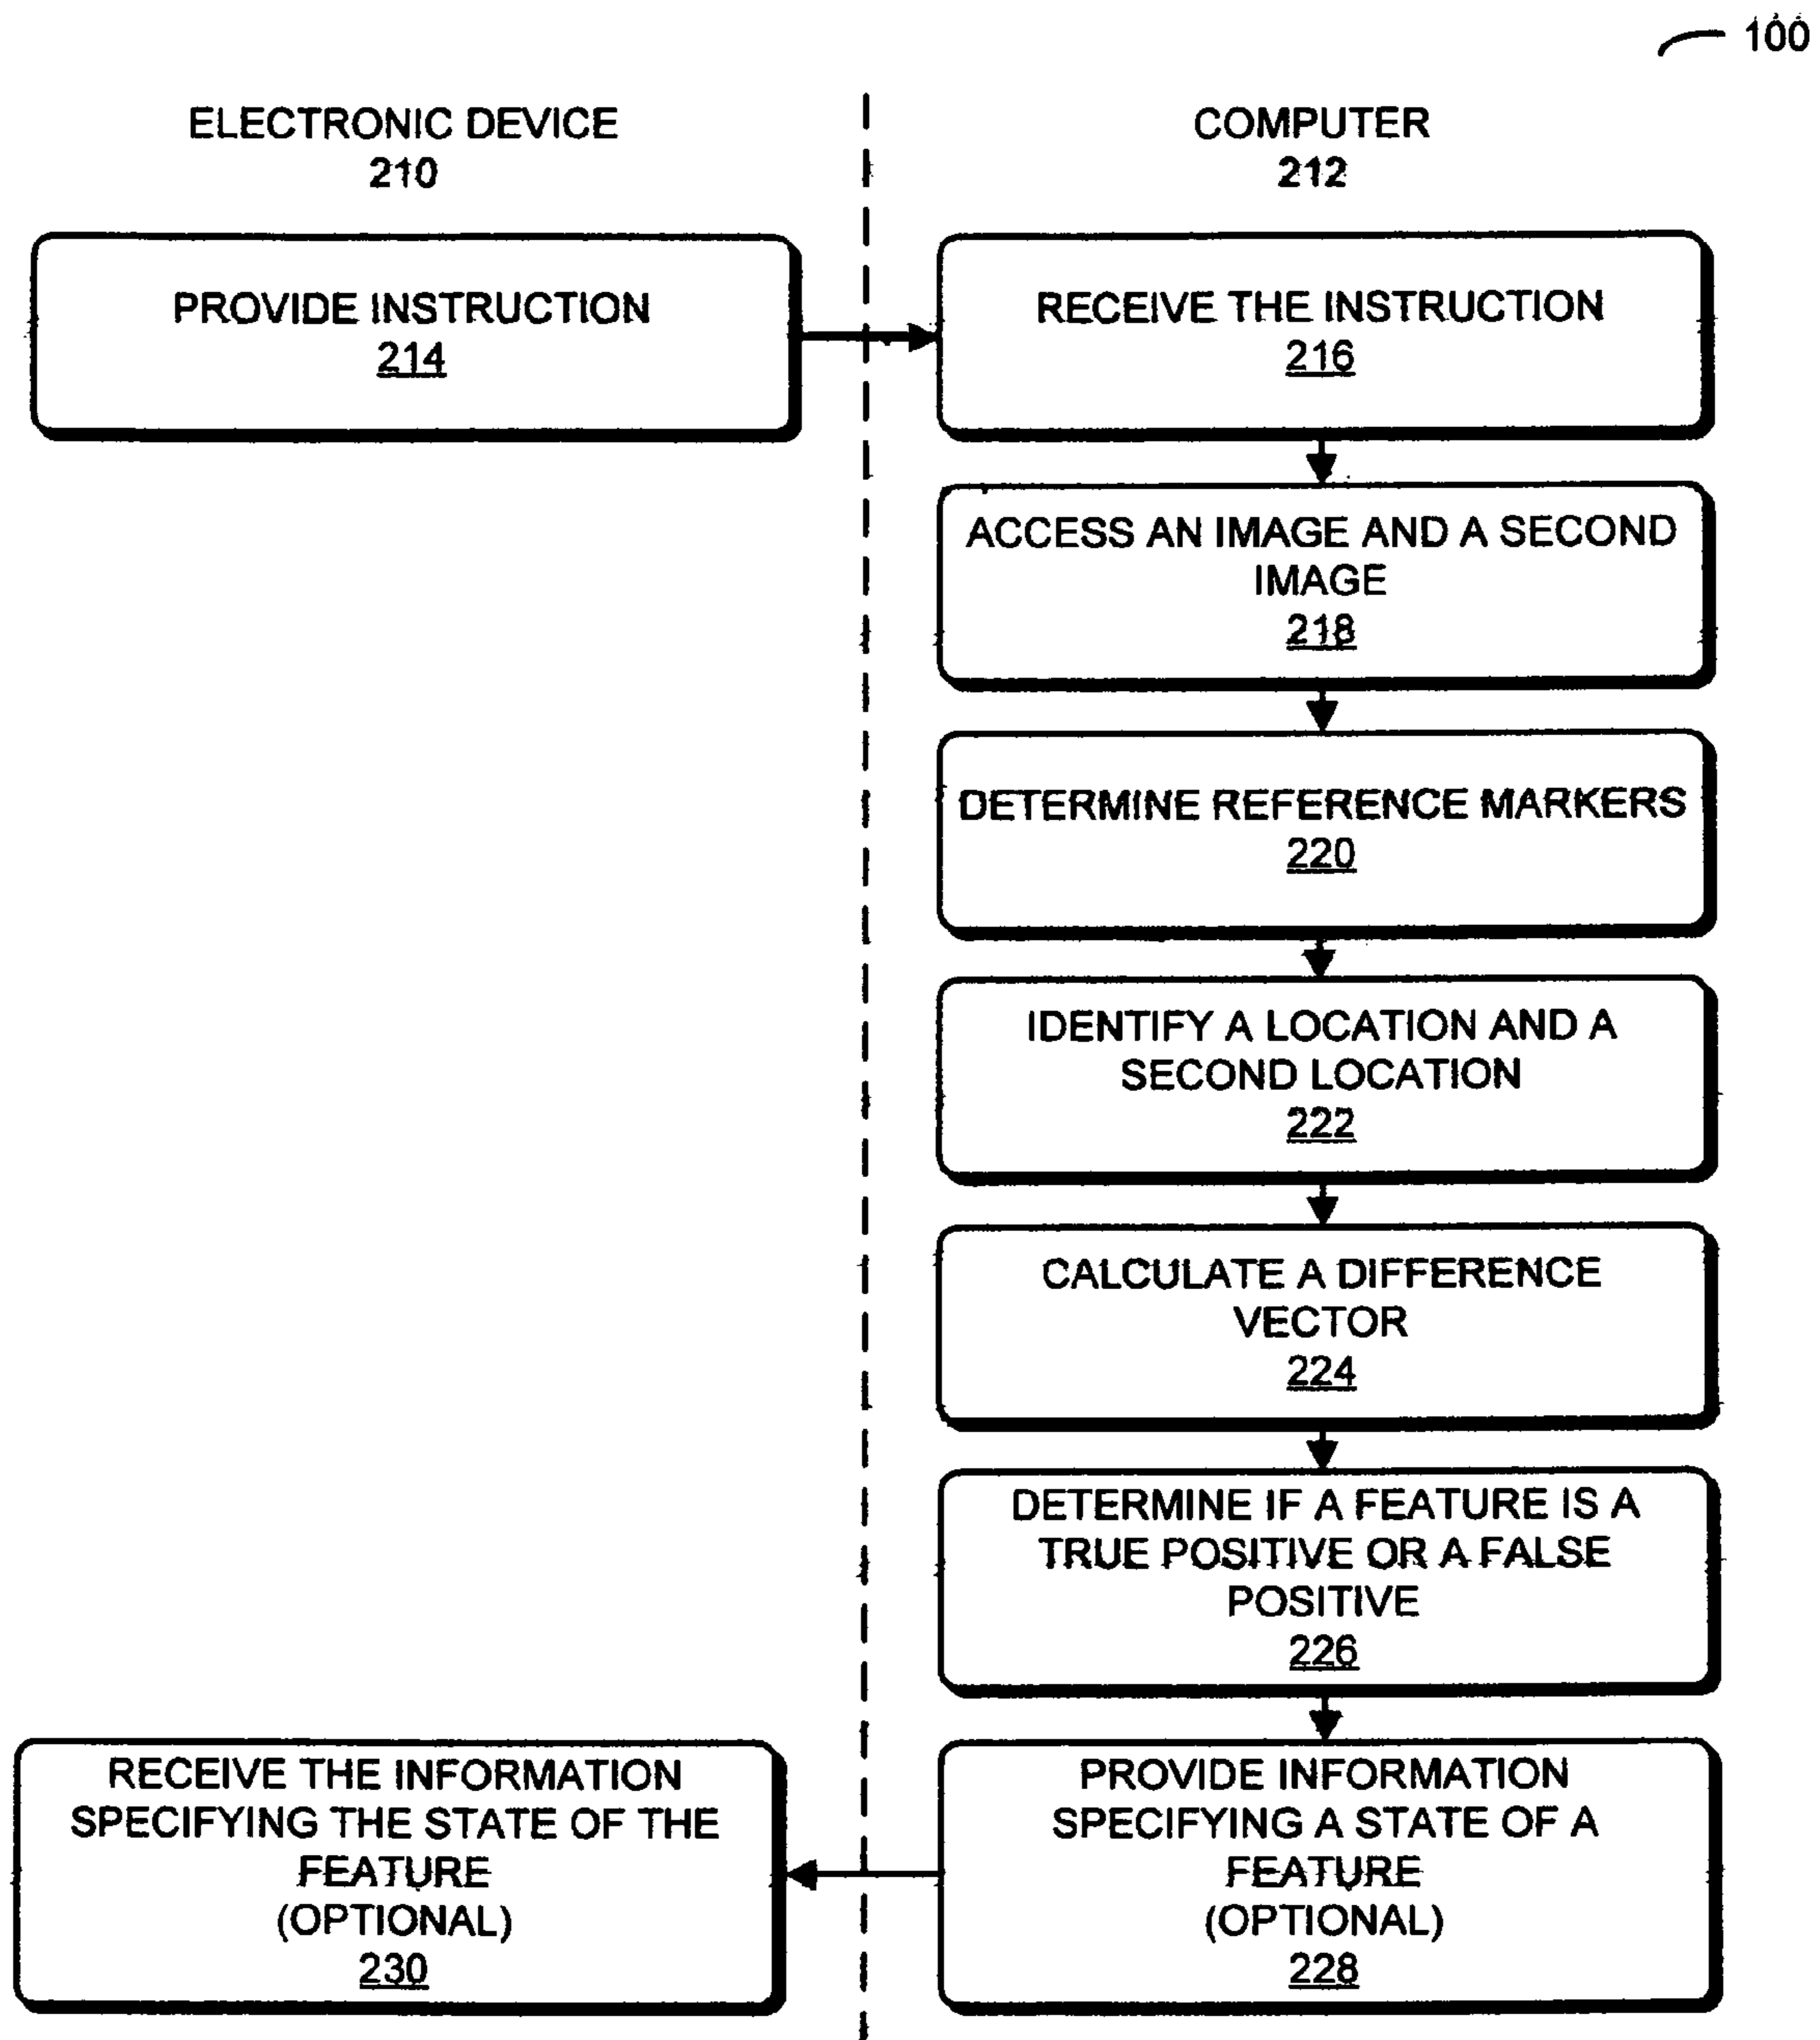 100
ELECTRONIC DEVICE
210
COMPUTER
212
PROVIDE INSTRUCTION
214
RECEIVE THE INSTRUCTION
216
ACCESS AN IMAGE AND A SECOND
IMAGE
218
DETERMINE REFERENCE MARKERS
220
IDENTIFY A LOCATION AND A
SECOND LOCATION
222
CALCULATE A DIFFERENCE
VECTOR
224
DETERMINE IF A FEATURE IS A
TRUE POSITIVE OR A FALSE
POSITIVE
226
PROVIDE INFORMATION
SPECIFYING A STATE OF A
FEATURE
(OPTIONAL)
228
RECEIVE THE INFORMATION
SPECIFYING THE STATE OF THE
FEATURE
(OPTIONAL)
230